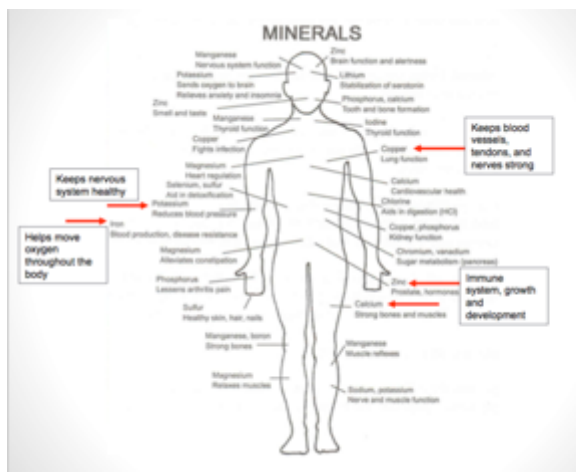 MINERALS
Manganese
Nervous system function
Potassium
Sends oxygen to brain
Relieves anxiety and insomnia
Zinc
Smell and taste
Manganese
Thyroid function
Copper
Fights infection
Magnesium
Heart regulation
Selenium, sulfur
Aid in detoxification
Potassium
Reduces blood pressure
Iron
Blood production, disease resistance
Magnesium
Alleviates constipation
Phosphorus
Lessens arthritis pain
Sulfur
Healthy skin, hair, nails
Manganese, boron
Strong bones
Magnesium
Relaxes muscles
Zinc
Brain function and alertness
Lithium
Stabilisation of serotonin
Phosphorus, calcium
Tooth and bone formation
Iodine
Thyroid function
Copper
Lung function
Calcium
Cardiovascular health
Chlorine
Aids in digestion (HCl)
Copper, phosphorus
Kidney function
Chromium, vanadium
Sugar metabolism (pancreas)
Zinc
Prostate, hormones
Calcium
Strong bones and muscles
Manganese
Muscle reflexes
Sodium, potassium
Nerve and muscle function
Keeps nervous
system healthy
Helps move
oxygen
throughout the
body
Keeps blood
vessels,
tendons, and
nerves strong
Immune
system, growth
and
development